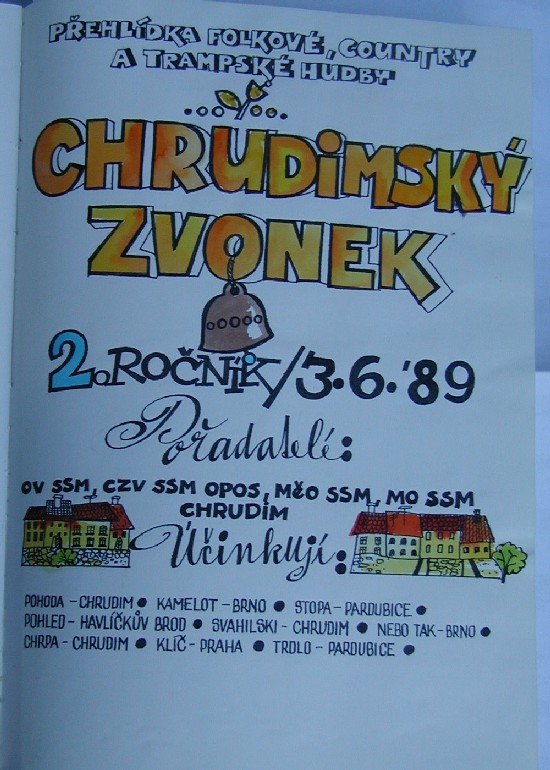 PŘEHLÍDKA FOLKOVÉ, COUNTRY
A TRAMPSKÉ HUDBY
CHRUDiMSKÝ
ZVONEK
2. ROČNÍK/3.6.'89
Pořadatelé:
OV SSM, CZV SSM OPOS, MěO SSM, MO SSM
CHRUDIM
Účinkují:
POHODA - CHRUDIM ● KAMELOT - BRNO ● STOPA - PARDUBICE ●
POHLED - HAVLÍČKŮV BROD ● SVAHILSKI - CHRUDIM ● NEBO TAK - BRNO ●
CHRPA - CHRUDIM ● KLÍČ - PRAHA ● TRDLO - PARDUBICE ●